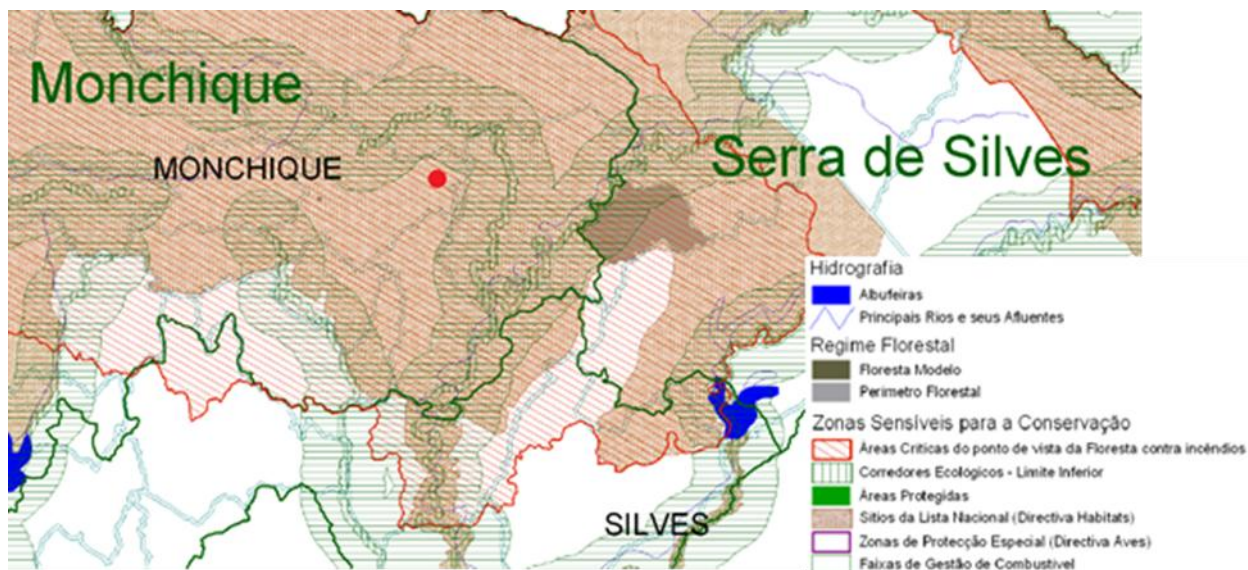 Monchique
MONCHIQUE
Serra de Silves
SILVES
Hidrografia
Albufeiras
Principais Rios e seus Afluentes
Regime Florestal
Floresta Modelo
Perimetro Florestal
Zonas Sensíveis para a Conservação
Áreas Criticas do ponto de vista da Floresta contra incêndios
Corredores Ecológicos - Limite Inferior
Áreas Protegidas
Sitios da Lista Nacional (Directiva Habitats)
Zonas de Protecção Especial (Directiva Aves)
Faixas de Gestão de Combustivel